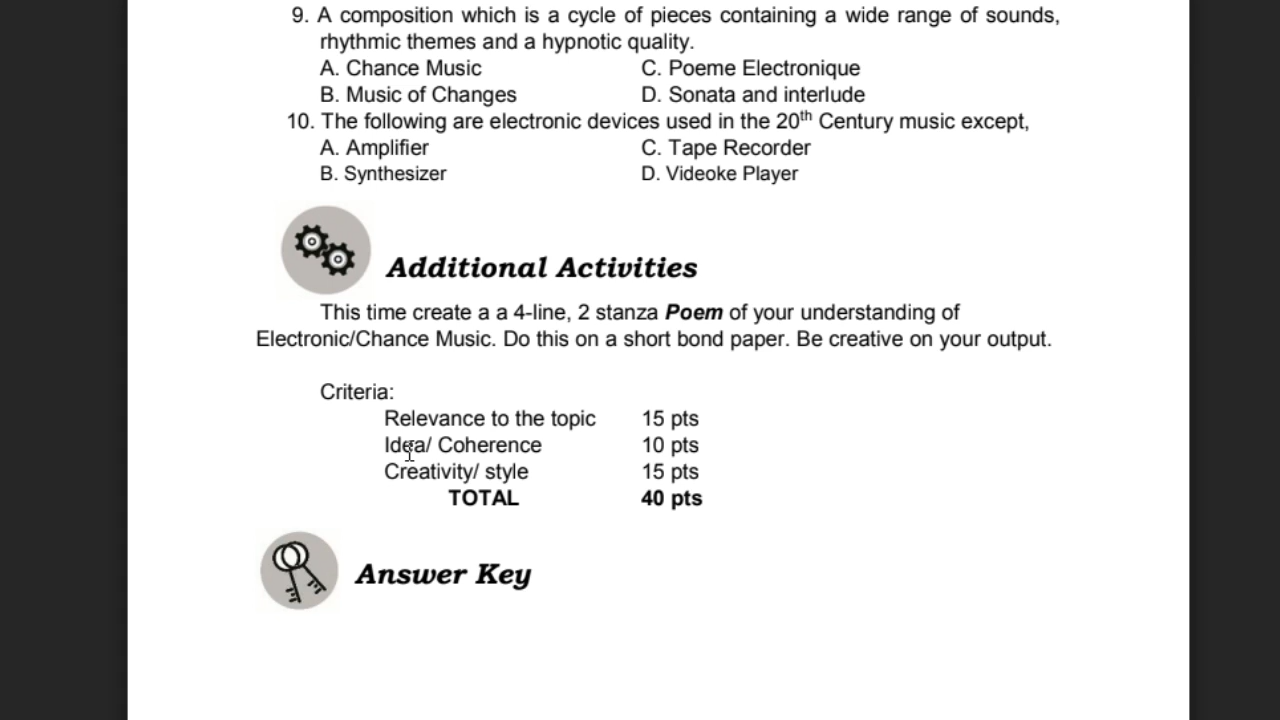 9. A composition which is a cycle of pieces containing a wide range of sounds,
rhythmic themes and a hypnotic quality.
A. Chance Music C. Poeme Electronique
B. Music of Changes D. Sonata and interlude
10. The following are electronic devices used in the 20th Century music except,
A. Amplifier C. Tape Recorder
B. Synthesizer D. Videoke Player
Additional Activities
This time create a a 4-line, 2 stanza Poem of your understanding of
Electronic/Chance Music. Do this on a short bond paper. Be creative on your output.
Criteria:
Relevance to the topic 15 pts
Idea/ Coherence 10 pts
Creativity/ style 15 pts
TOTAL 40 pts
Answer Key